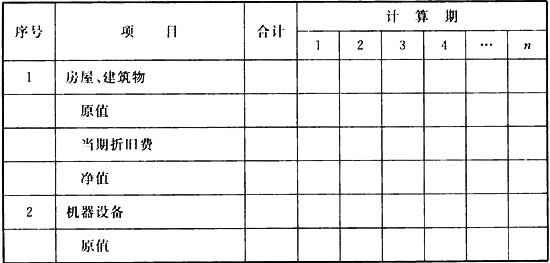 序号 项 目 合计 计 算 期
1 2 3 4 … n
1 房屋、建筑物
原值
当期折旧费
净值
2 机器设备
原值